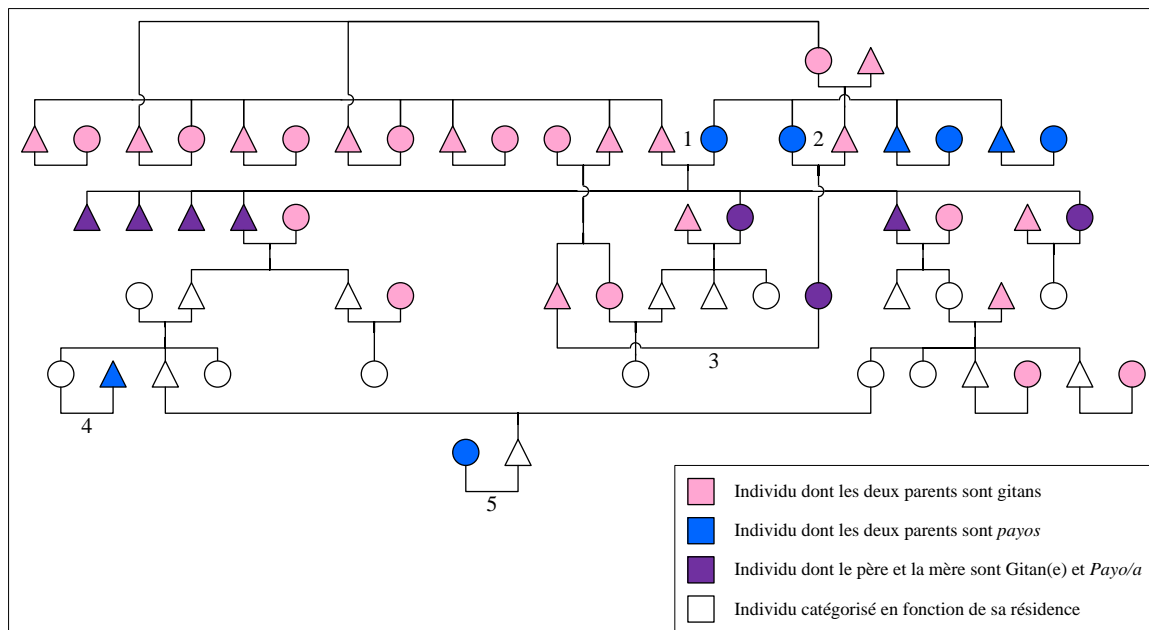 1
2
3
4
5
Individu dont les deux parents sont gitans
Individu dont les deux parents sont payos
Individu dont le père et la mère sont Gitan(e) et Payo/a
Individu catégorisé en fonction de sa résidence